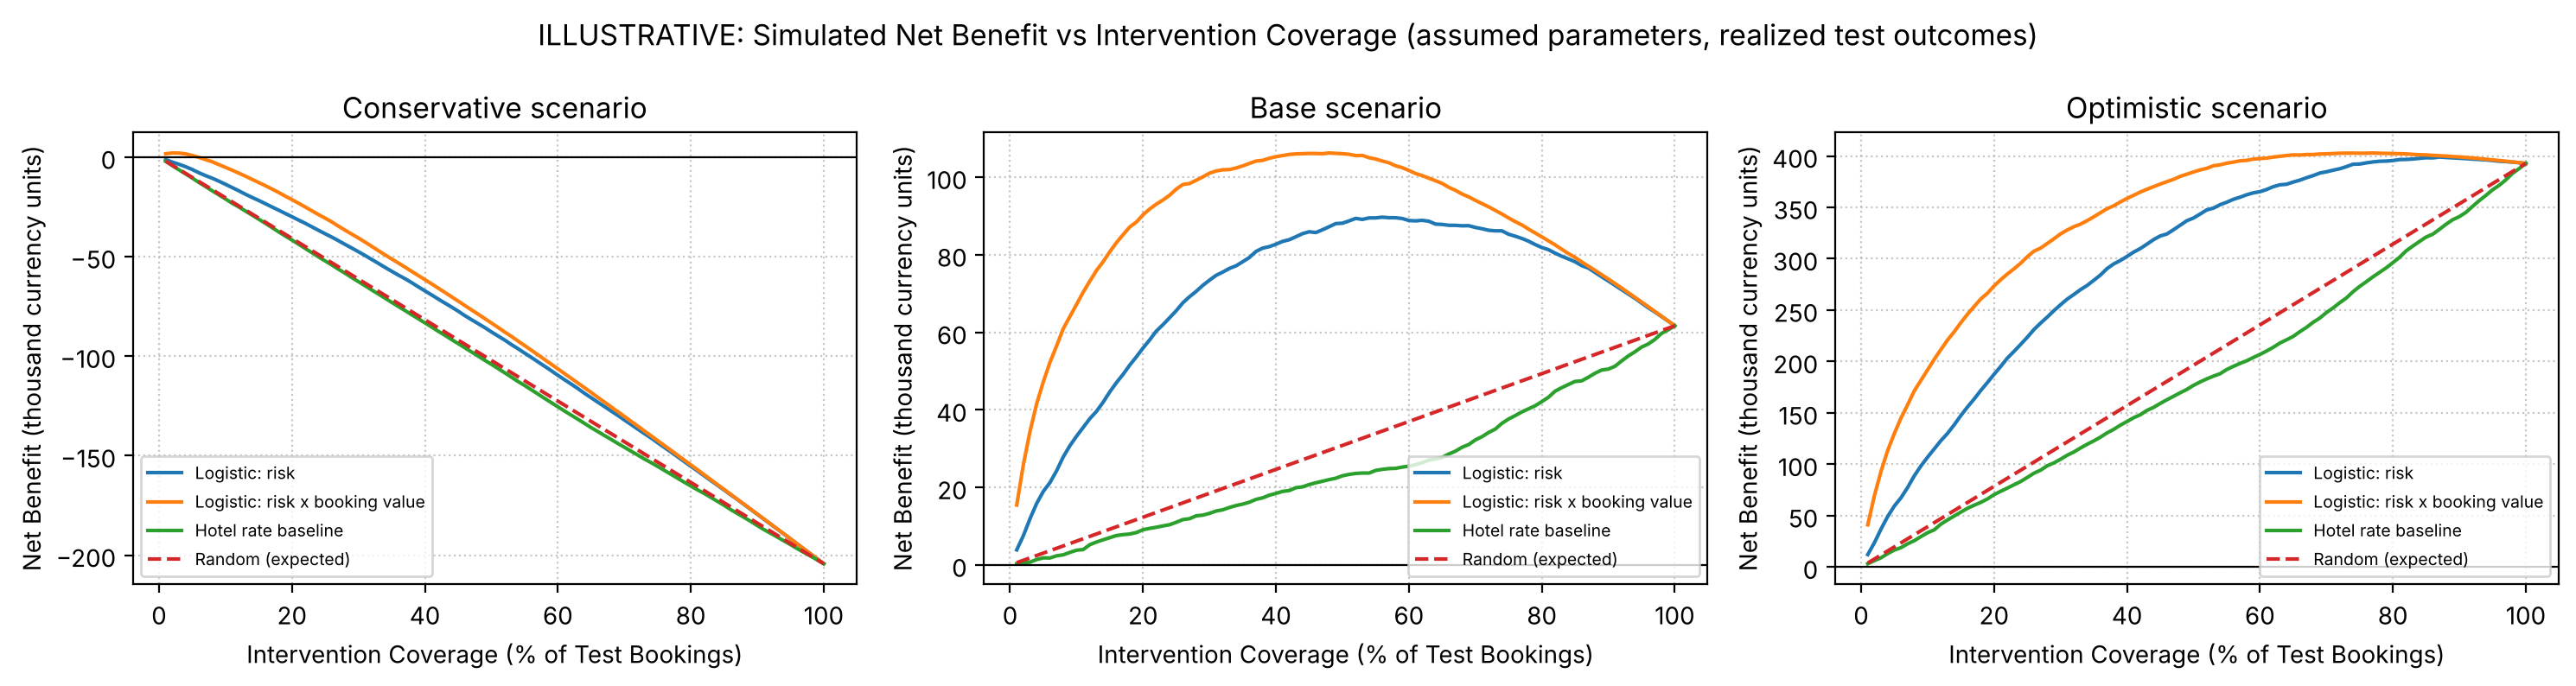 ILLUSTRATIVE: Simulated Net Benefit vs Intervention Coverage (assumed parameters, realized test outcomes)
Conservative scenario
Net Benefit (thousand currency units)
0
−50
−100
−150
−200
Logistic: risk
Logistic: risk x booking value
Hotel rate baseline
Random (expected)
0 20 40 60 80 100
Intervention Coverage (% of Test Bookings)
Base scenario
Net Benefit (thousand currency units)
100
80
60
40
20
0
Logistic: risk
Logistic: risk x booking value
Hotel rate baseline
Random (expected)
0 20 40 60 80 100
Intervention Coverage (% of Test Bookings)
Optimistic scenario
Net Benefit (thousand currency units)
400
350
300
250
200
150
100
50
0
Logistic: risk
Logistic: risk x booking value
Hotel rate baseline
Random (expected)
0 20 40 60 80 100
Intervention Coverage (% of Test Bookings)